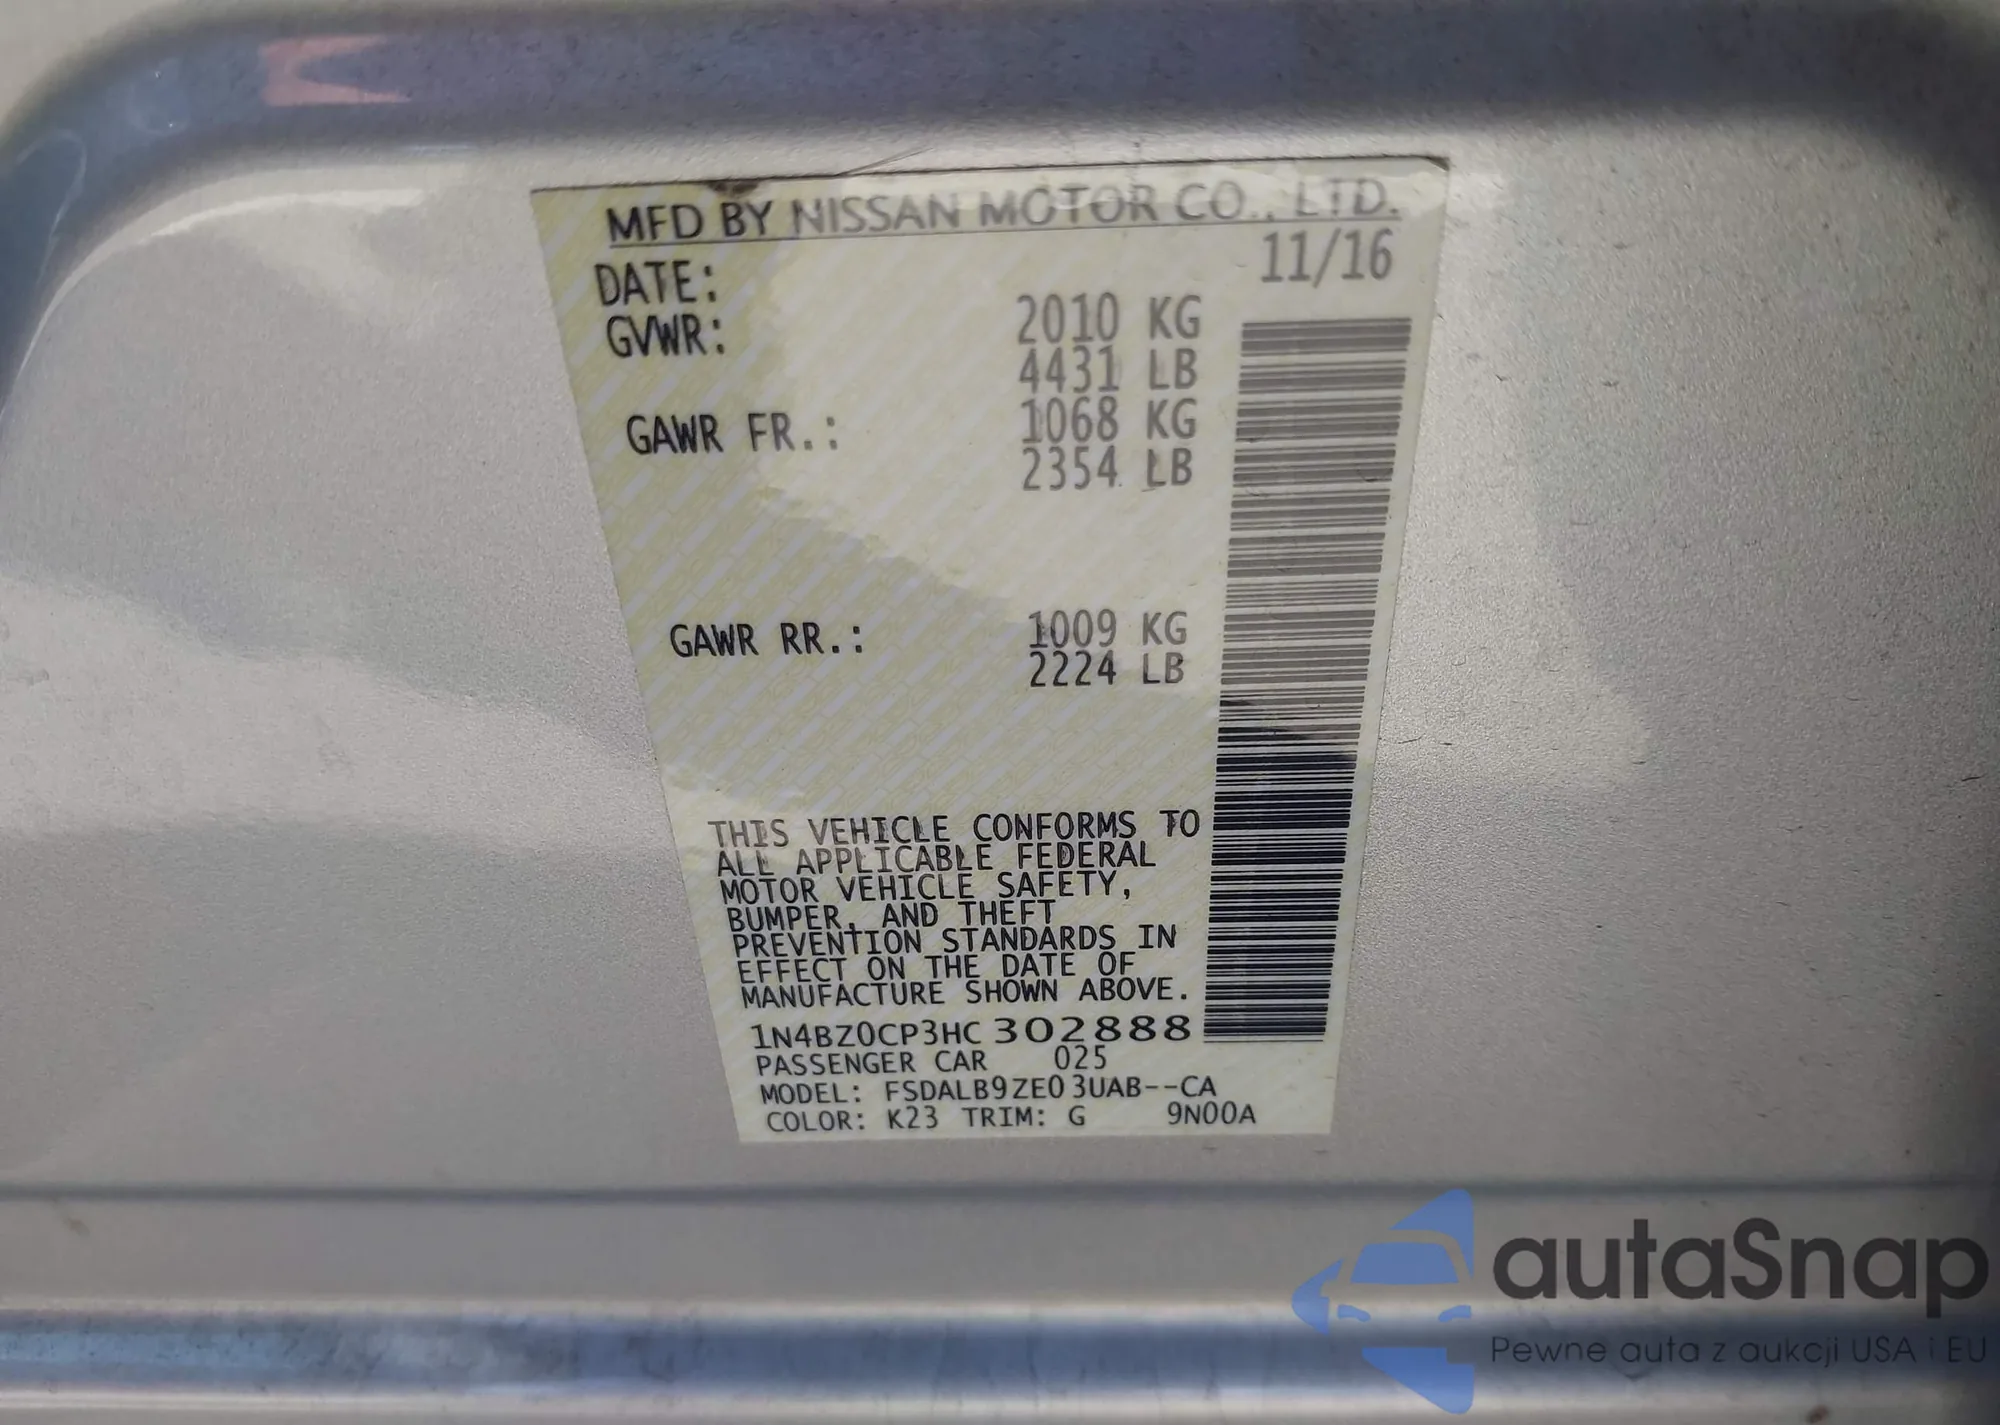 MFD BY NISSAN MOTOR CO., LTD.
DATE: 11/16
GVWR: 2010 KG
4431 LB
GAWR FR.: 1068 KG
2354 LB
GAWR RR.: 1009 KG
2224 LB
THIS VEHICLE CONFORMS TO
ALL APPLICABLE FEDERAL
MOTOR VEHICLE SAFETY,
BUMPER, AND THEFT
PREVENTION STANDARDS IN
EFFECT ON THE DATE OF
MANUFACTURE SHOWN ABOVE.
1N4BZ0CP3HC 302888
PASSENGER CAR 025
MODEL: FSDALB9ZE03UAB--CA
COLOR: K23 TRIM: G 9N00A
autaSnap
Pewne auta z aukcji USA i EU